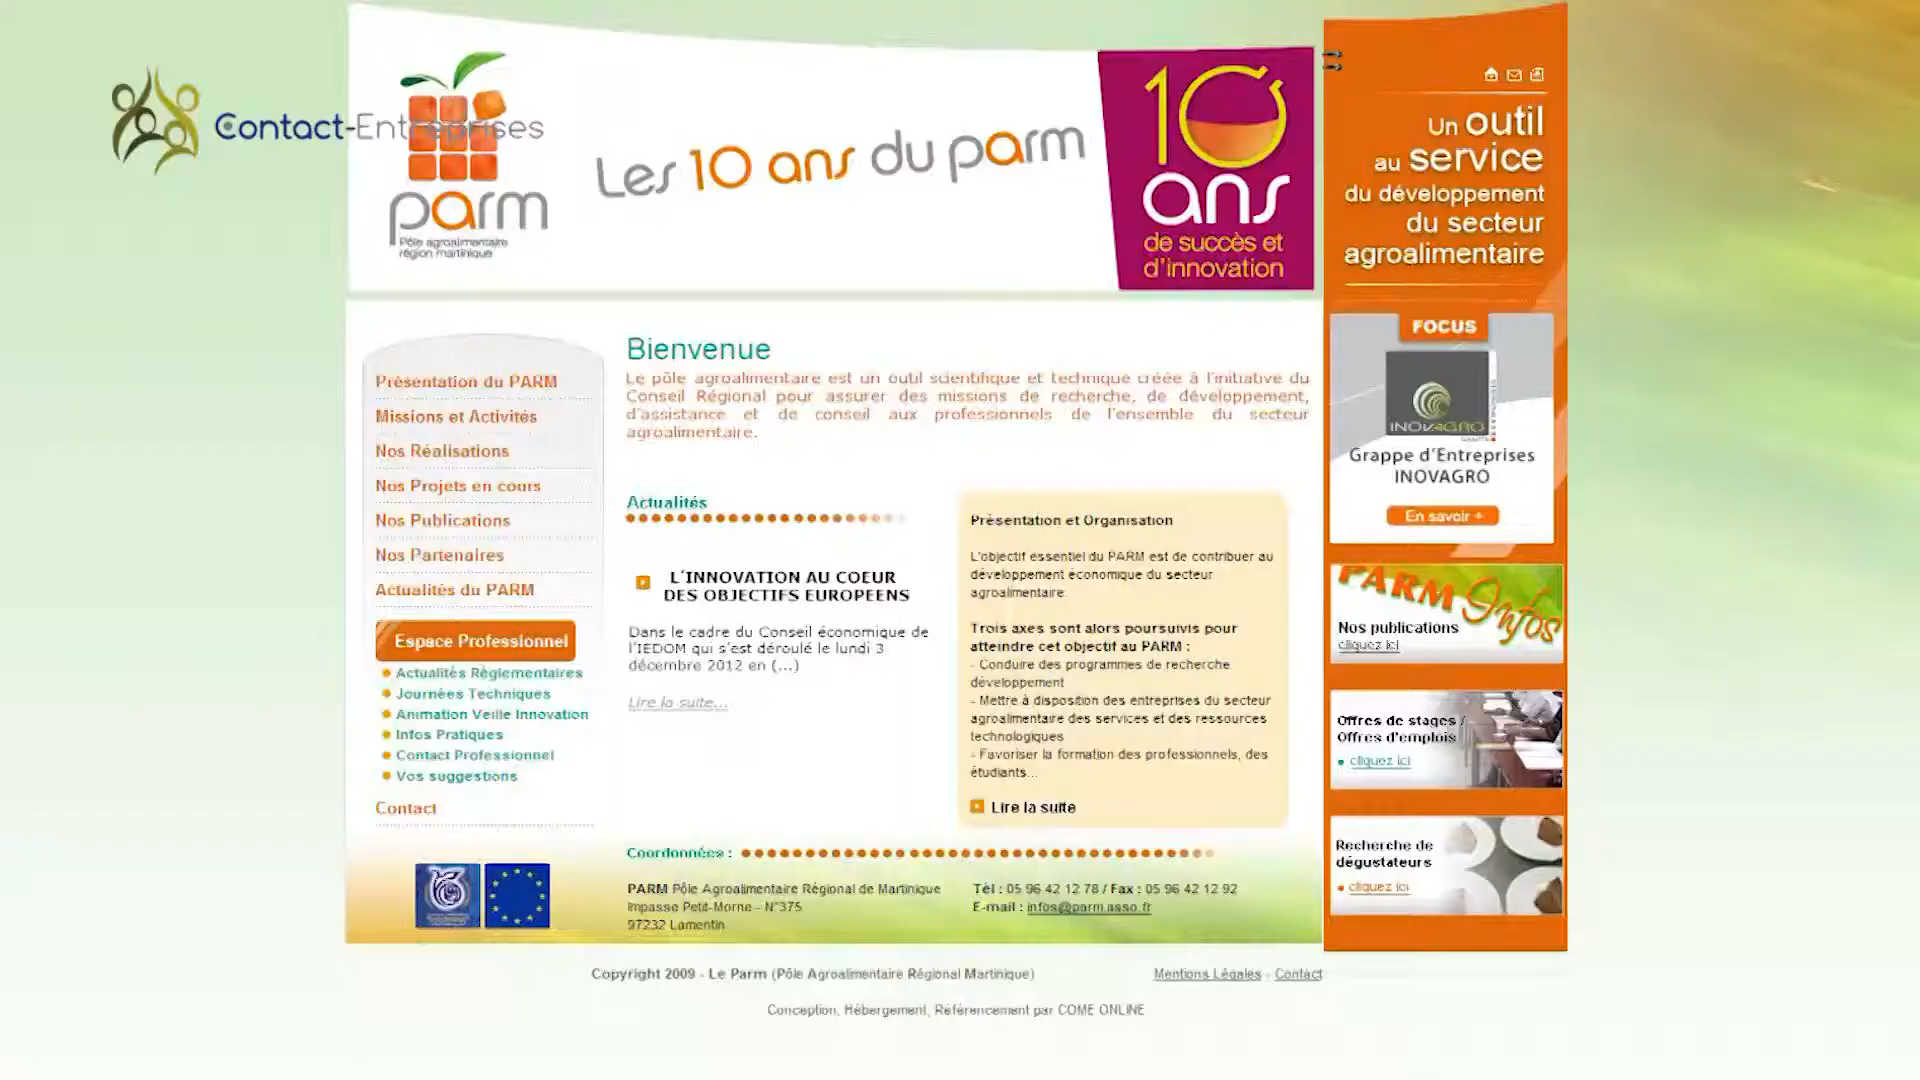 Contact-Entreprises
parm
Pôle agroalimentaire
région martinique
Les 10 ans du parm
10
ans
de succès et
d'innovation
Un outil
au service
du développement
du secteur
agroalimentaire
Présentation du PARM
Missions et Activités
Nos Réalisations
Nos Projets en cours
Nos Publications
Nos Partenaires
Actualités du PARM
Espace Professionnel
Actualités Règlementaires
Journées Techniques
Animation Veille Innovation
Infos Pratiques
Contact Professionnel
Vos suggestions
Contact
Bienvenue
Le pôle agroalimentaire est un outil scientifique et technique créée à l'initiative du
Conseil Régional pour assurer des missions de recherche, de développement,
d'assistance et de conseil aux professionnels de l'ensemble du secteur
agroalimentaire.
Actualités
L'INNOVATION AU COEUR
DES OBJECTIFS EUROPEENS
Dans le cadre du Conseil économique de
l'IEDOM qui s'est déroulé le lundi 3
décembre 2012 en (...)
Lire la suite...
Présentation et Organisation
L'objectif essentiel du PARM est de contribuer au
développement économique du secteur
agroalimentaire.
Trois axes sont alors poursuivis pour
atteindre cet objectif au PARM :
- Conduire des programmes de recherche
développement
- Mettre à disposition des entreprises du secteur
agroalimentaire des services et des ressources
technologiques
- Favoriser la formation des professionnels, des
étudiants...
Lire la suite
FOCUS
INOVAGRO
Grappe d'Entreprises
INOVAGRO
En savoir +
PARM Infos
Nos publications
cliquez ici
Offres de stages /
Offres d'emplois
cliquez ici
Recherche de
dégustateurs
cliquez ici
Coordonnées :
PARM Pôle Agroalimentaire Régional de Martinique
Impasse Petit-Morne - N°375
97232 Lamentin
Tél : 05 96 42 12 78 / Fax : 05 96 42 12 92
E-mail : infos@parm.asso.fr
Copyright 2009 - Le Parm (Pôle Agroalimentaire Régional Martinique)
Mentions Légales - Contact
Conception, Hébergement, Référencement par COME ONLINE